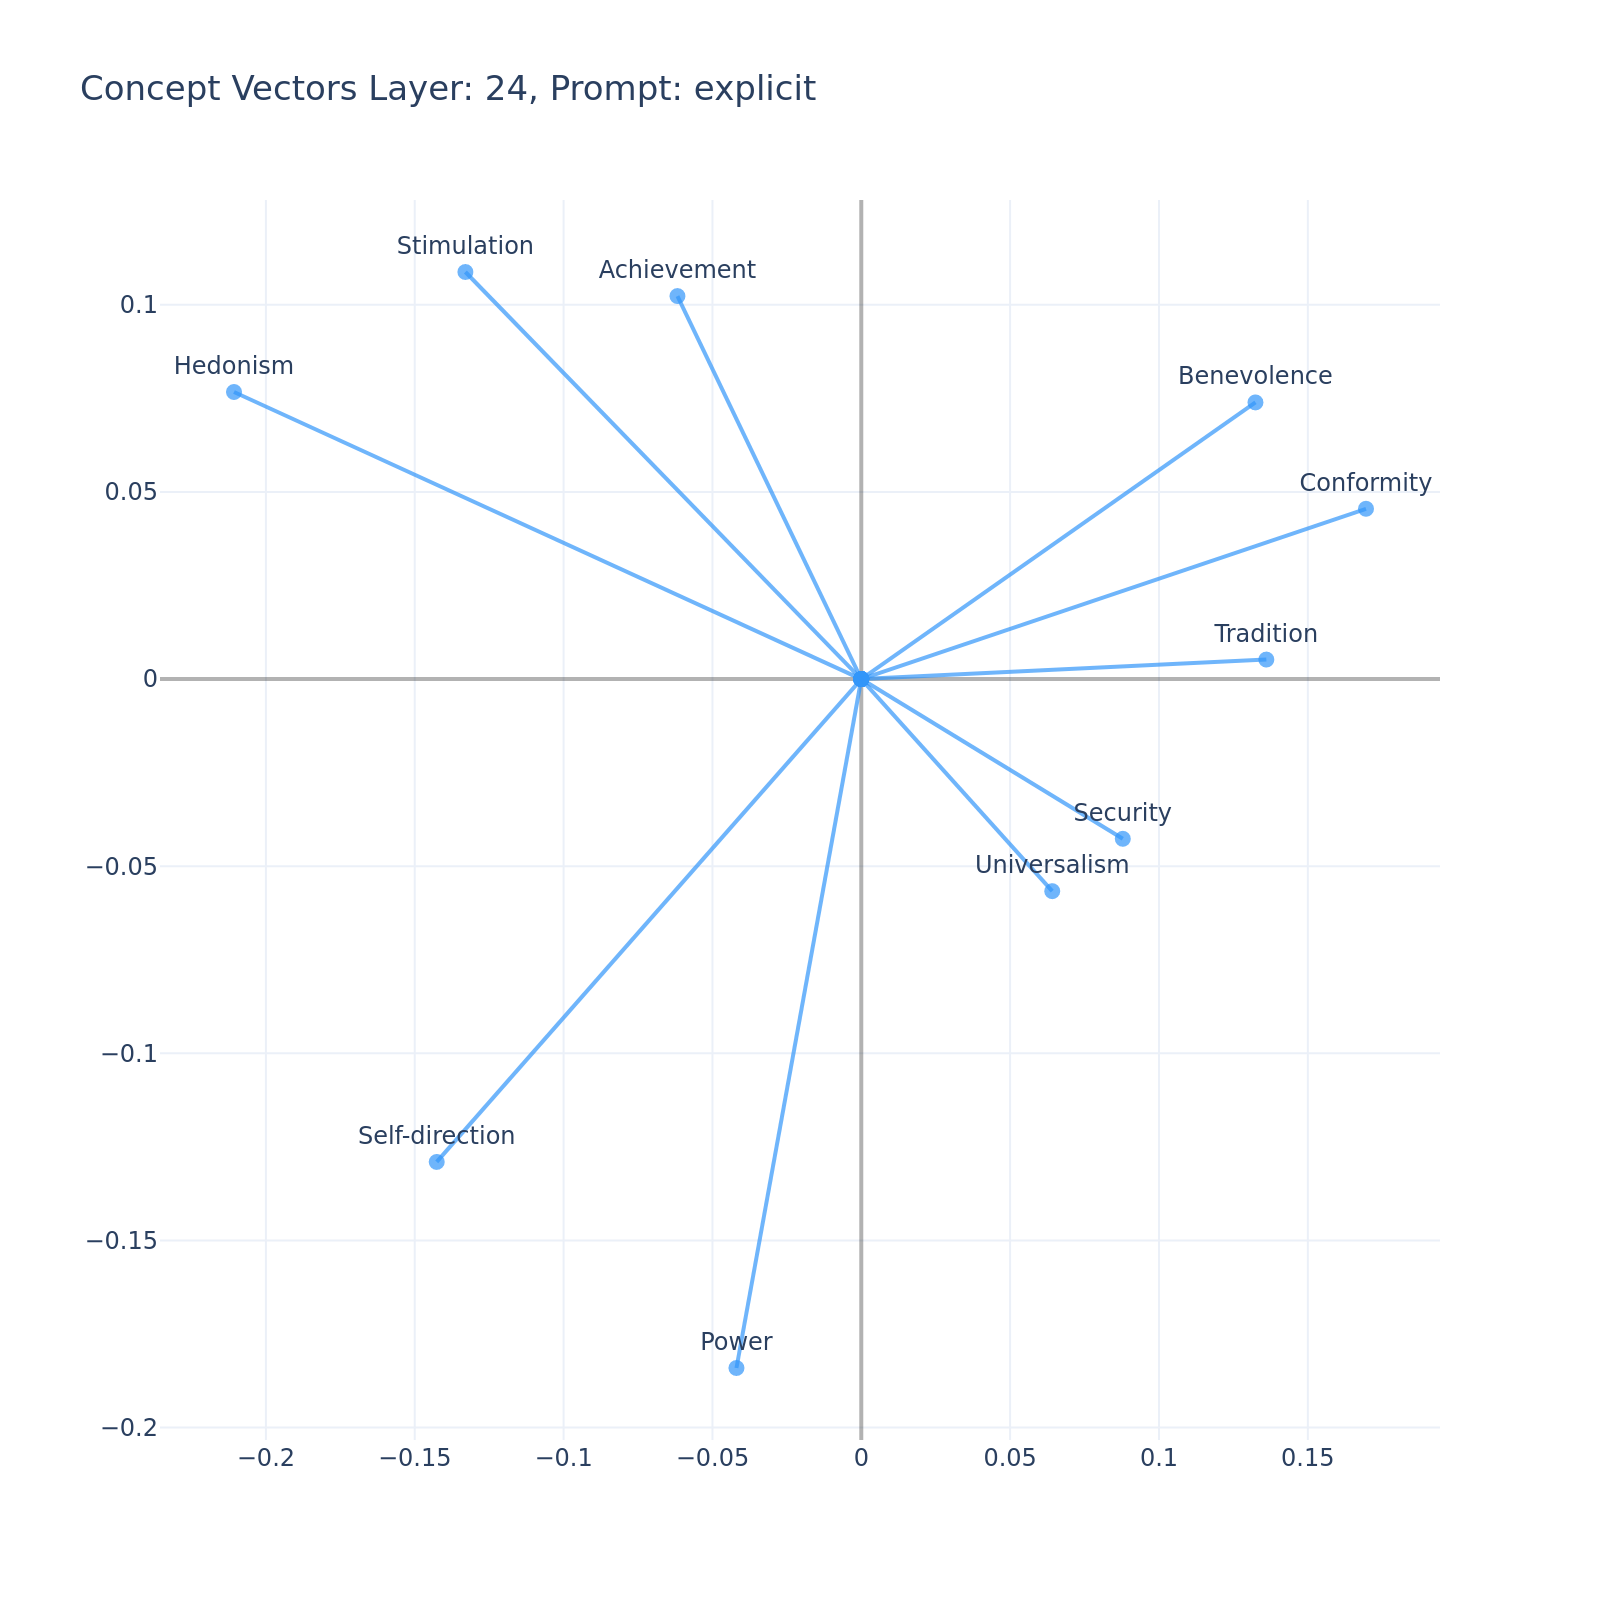 Concept Vectors Layer: 24, Prompt: explicit
Stimulation
Achievement
0.1
Hedonism
Benevolence
0.05
Conformity
Tradition
0
Security
−0.05
Universalism
−0.1
Self-direction
−0.15
Power
−0.2
−0.2 −0.15 −0.1 −0.05 0 0.05 0.1 0.15